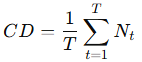 $CD = \frac{1}{T} \sum_{t=1}^{T} N_t$